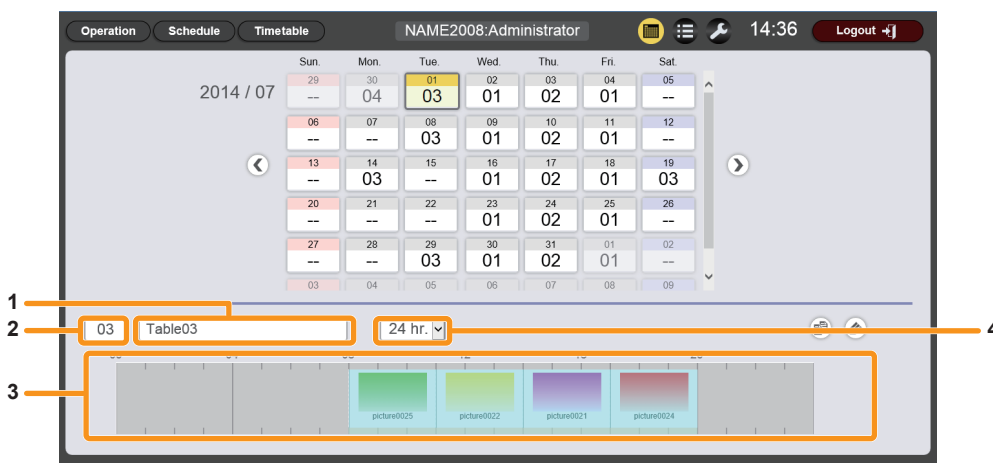 Operation Schedule Timetable NAME2008:Administrator 14:36 Logout
Sun. Mon. Tue. Wed. Thu. Fri. Sat.
2014 / 07
29 30 01 02 03 04 05
-- 04 03 01 02 01 --
06 07 08 09 10 11 12
-- -- 03 01 02 01 --
13 14 15 16 17 18 19
-- 03 -- 01 02 01 03
20 21 22 23 24 25 26
-- -- -- 01 02 01 --
27 28 29 30 31 01 02
-- -- 03 01 02 01 --
03 04 05 06 07 08 09
1
2 03 Table03 24 hr. 4
3
picture0025 picture0022 picture0021 picture0024